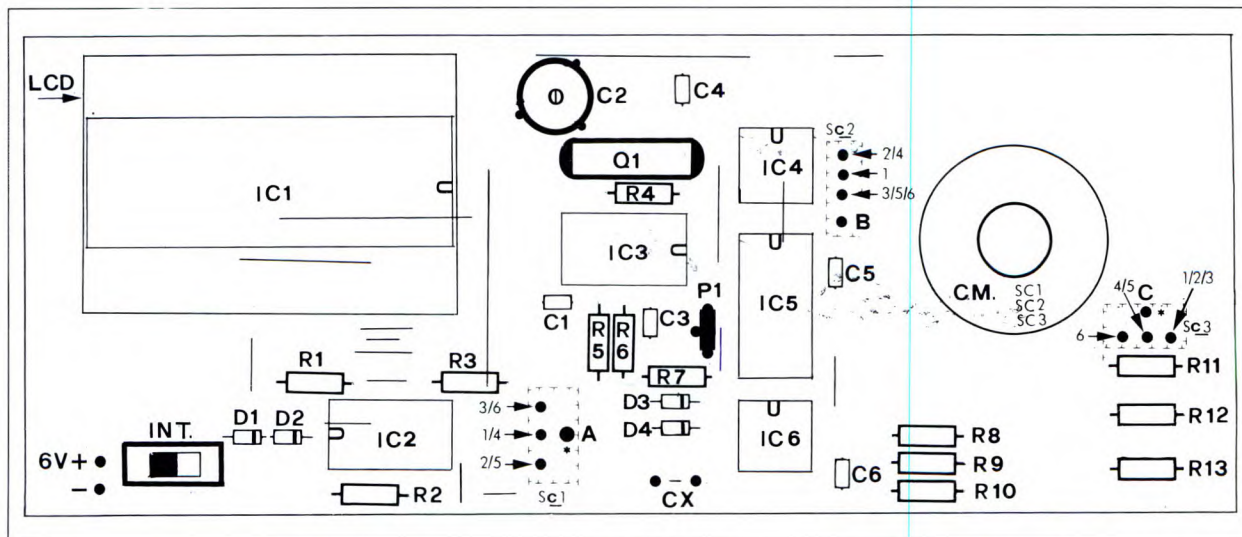 LCD
C2
C4
Q1
IC4
Sc2
2/4
1
3/5/6
B
R4
IC1
IC3
IC5
C5
C.M.
SC1
SC2
SC3
4/5
C
*
1/2/3
6
Sc3
P1
C1
R5
R6
C3
R1
R3
R7
R11
D1
D2
3/6
D3
INT.
IC2
1/4
A
*
D4
IC6
R8
R12
6V +
-
2/5
R9
C6
R13
R2
Sc1
CX
-
R10